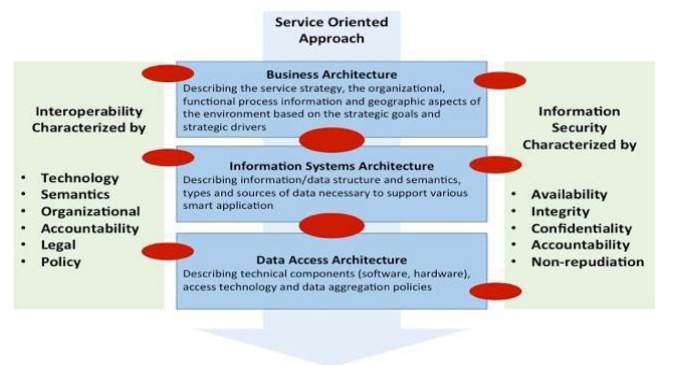 Service Oriented
Approach
Business Architecture
Describing the service strategy, the organizational,
functional process information and geographic aspects of
the environment based on the strategic goals and
strategic drivers
Interoperability
Characterized by
• Technology
• Semantics
• Organizational
• Accountability
• Legal
• Policy
Information Systems Architecture
Describing information/data structure and semantics,
types and sources of data necessary to support various
smart application
Data Access Architecture
Describing technical components (software, hardware),
access technology and data aggregation policies
Information
Security
Characterized by
• Availability
• Integrity
• Confidentiality
• Accountability
• Non-repudiation